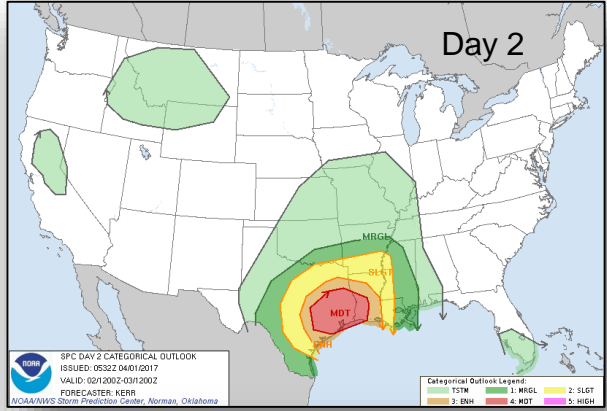 Day 2
MRGL
SLGT
MDT
ENH
NOAA
SPC DAY 2 CATEGORICAL OUTLOOK
ISSUED: 0532Z 04/01/2017
VALID: 02/1200Z-03/1200Z
FORECASTER: KERR
NOAA/NWS Storm Prediction Center, Norman, Oklahoma
Categorical Outlook Legend:
TSTM 1: MRGL 2: SLGT
3: ENH 4: MDT 5: HIGH